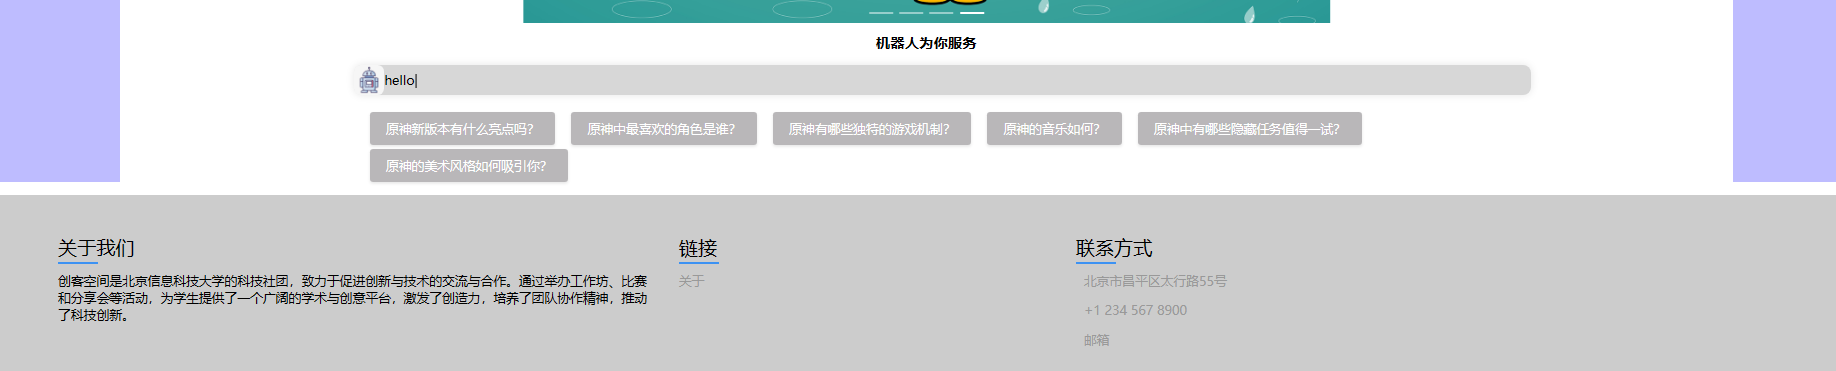 机器人为你服务
hello
原神新版本有什么亮点吗？
原神中最喜欢的角色是谁？
原神有哪些独特的游戏机制？
原神的音乐如何？
原神中有哪些隐藏任务值得一试？
原神的美术风格如何吸引你？
关于我们
创客空间是北京信息科技大学的科技社团，致力于促进创新与技术的交流与合作。通过举办工作坊、比赛
和分享会等活动，为学生提供了一个广阔的学术与创意平台，激发了创造力，培养了团队协作精神，推动
了科技创新。
链接
关于
联系方式
北京市昌平区太行路55号
+1 234 567 8900
邮箱